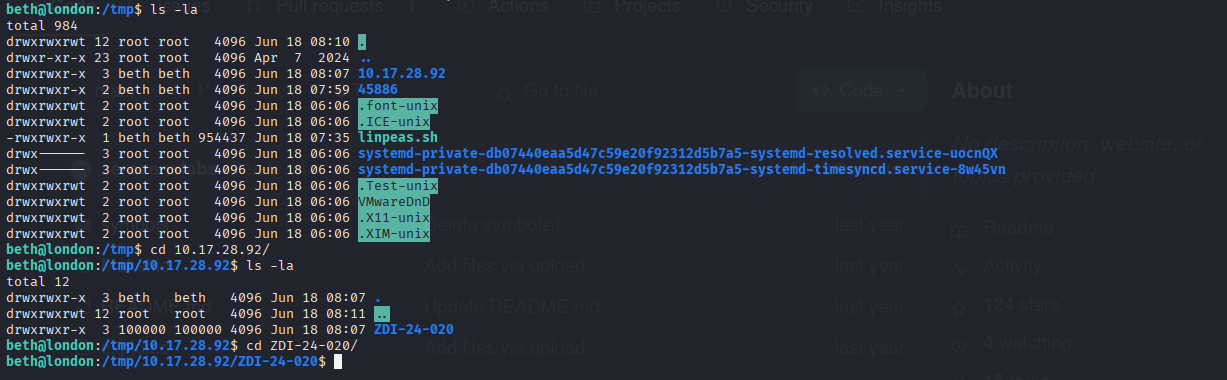 Pull requests Actions Projects Security Insights
beth@london:/tmp$ ls -la
total 984
drwxrwxrwt 12 root root 4096 Jun 18 08:10 .
drwxr-xr-x 23 root root 4096 Apr 7 2024 ..
drwxrwxr-x 3 beth beth 4096 Jun 18 08:07 10.17.28.92
drwxrwxr-x 2 beth beth 4096 Jun 18 07:59 45886
Go to file
Code
About
drwxrwxrwt 2 root root 4096 Jun 18 06:06 .font-unix
drwxrwxrwt 2 root root 4096 Jun 18 06:06 .ICE-unix
-rwxrwxr-x 1 beth beth 954437 Jun 18 07:35 linpeas.sh
description, website, or
drwx------ 3 root root 4096 Jun 18 06:06 systemd-private-db07440eaa5d47c59e20f92312d5b7a5-systemd-resolved.service-uocnQX
drwx------ 3 root root 4096 Jun 18 06:06 systemd-private-db07440eaa5d47c59e20f92312d5b7a5-systemd-timesyncd.service-8w45vn
provided.
drwxrwxrwt 2 root root 4096 Jun 18 06:06 .Test-unix
drwxrwxrwt 2 root root 4096 Jun 18 06:06 VMwareDnD
drwxrwxrwt 2 root root 4096 Jun 18 06:06 .X11-unix
Delete symbols/l
last year
Readme
drwxrwxrwt 2 root root 4096 Jun 18 06:06 .XIM-unix
beth@london:/tmp$ cd 10.17.28.92/
beth@london:/tmp/10.17.28.92$ ls -la
Add files via upload
last year
Activity
total 12
drwxrwxr-x 3 beth beth 4096 Jun 18 08:07 .
Update README.md
last year
124 stars
drwxrwxrwt 12 root root 4096 Jun 18 08:11 ..
drwxrwxr-x 3 100000 100000 4096 Jun 18 08:07 ZDI-24-020
beth@london:/tmp/10.17.28.92$ cd ZDI-24-020/
Add files via upload
last year
4 watching
beth@london:/tmp/10.17.28.92/ZDI-24-020$